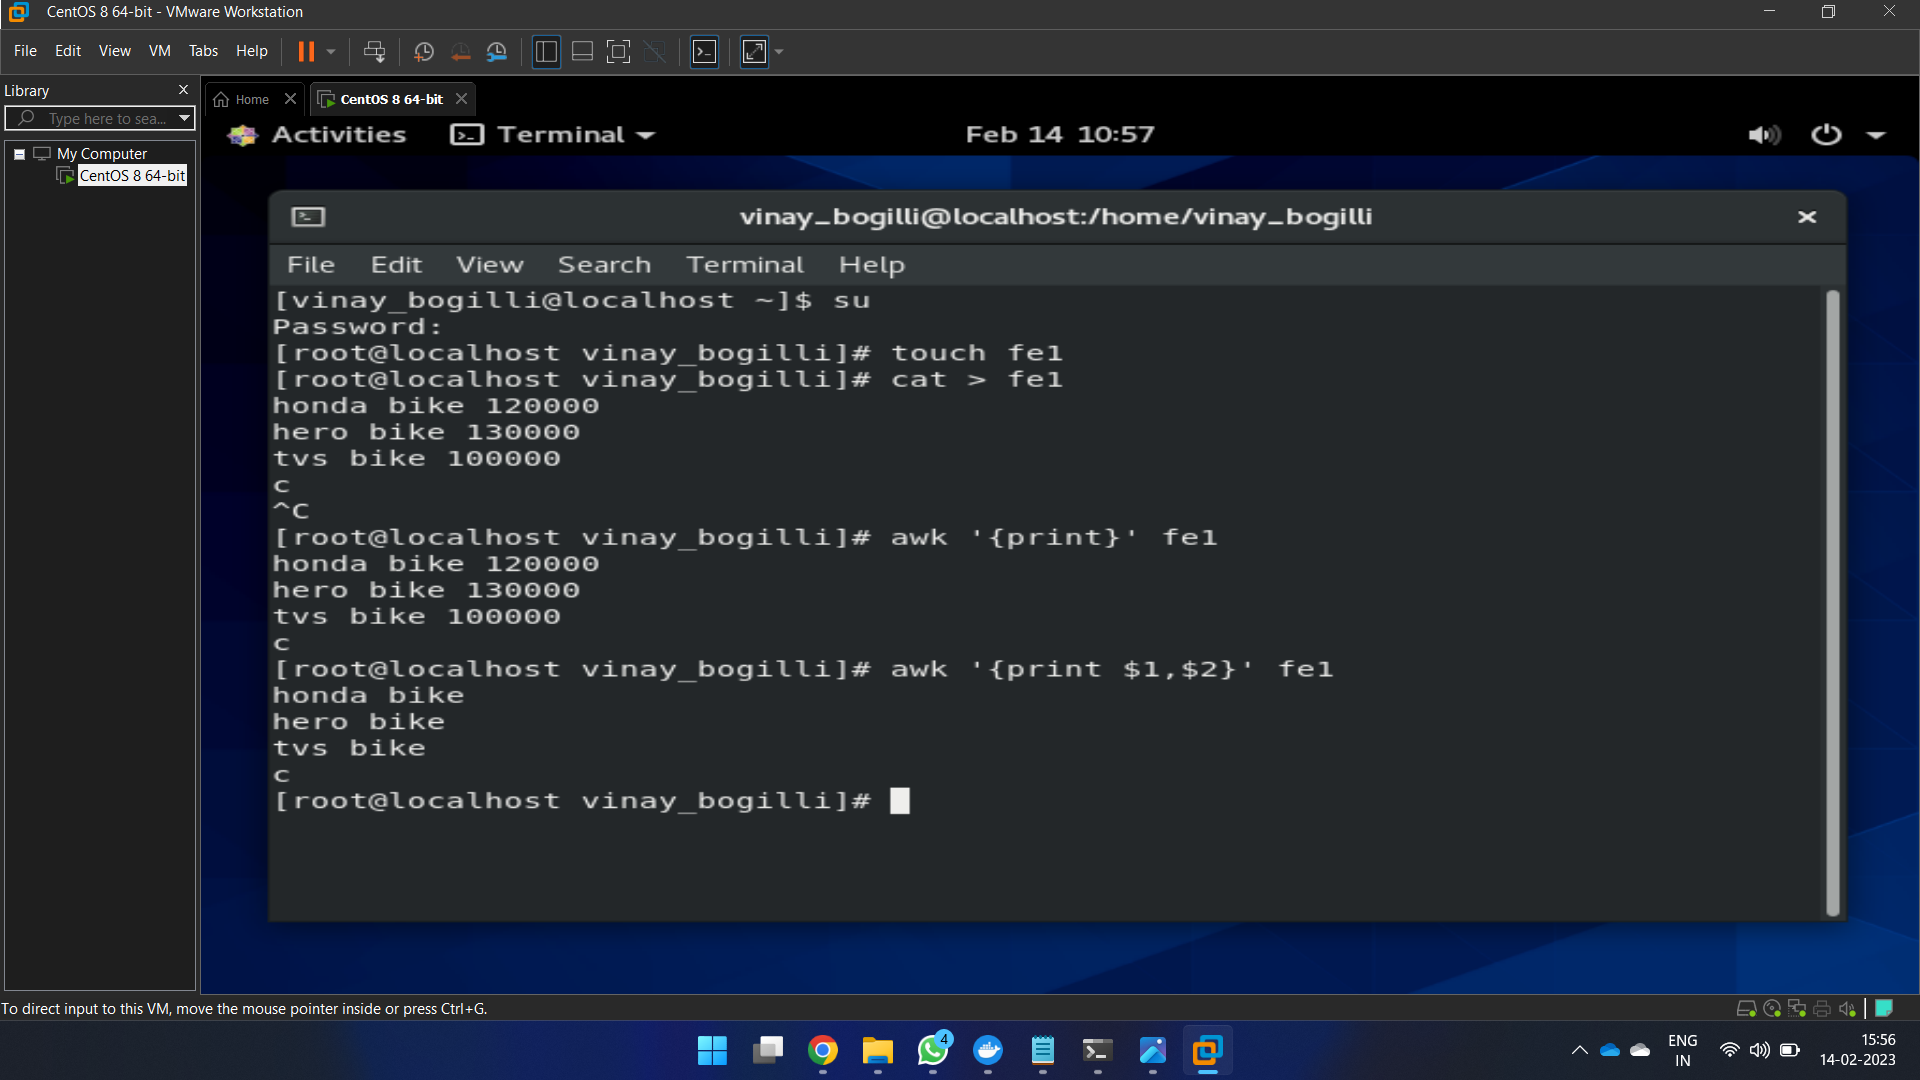 CentOS 8 64-bit - VMware Workstation
File Edit View VM Tabs Help
Library
Type here to sea...
My Computer
CentOS 8 64-bit
Home
CentOS 8 64-bit
Activities Terminal Feb 14 10:57
vinay_bogilli@localhost:/home/vinay_bogilli
File Edit View Search Terminal Help
[vinay_bogilli@localhost ~]$ su
Password:
[root@localhost vinay_bogilli]# touch fe1
[root@localhost vinay_bogilli]# cat > fe1
honda bike 120000
hero bike 130000
tvs bike 100000
c
^C
[root@localhost vinay_bogilli]# awk '{print}' fe1
honda bike 120000
hero bike 130000
tvs bike 100000
c
[root@localhost vinay_bogilli]# awk '{print $1,$2}' fe1
honda bike
hero bike
tvs bike
c
[root@localhost vinay_bogilli]#
To direct input to this VM, move the mouse pointer inside or press Ctrl+G.
4
ENG
IN
15:56
14-02-2023